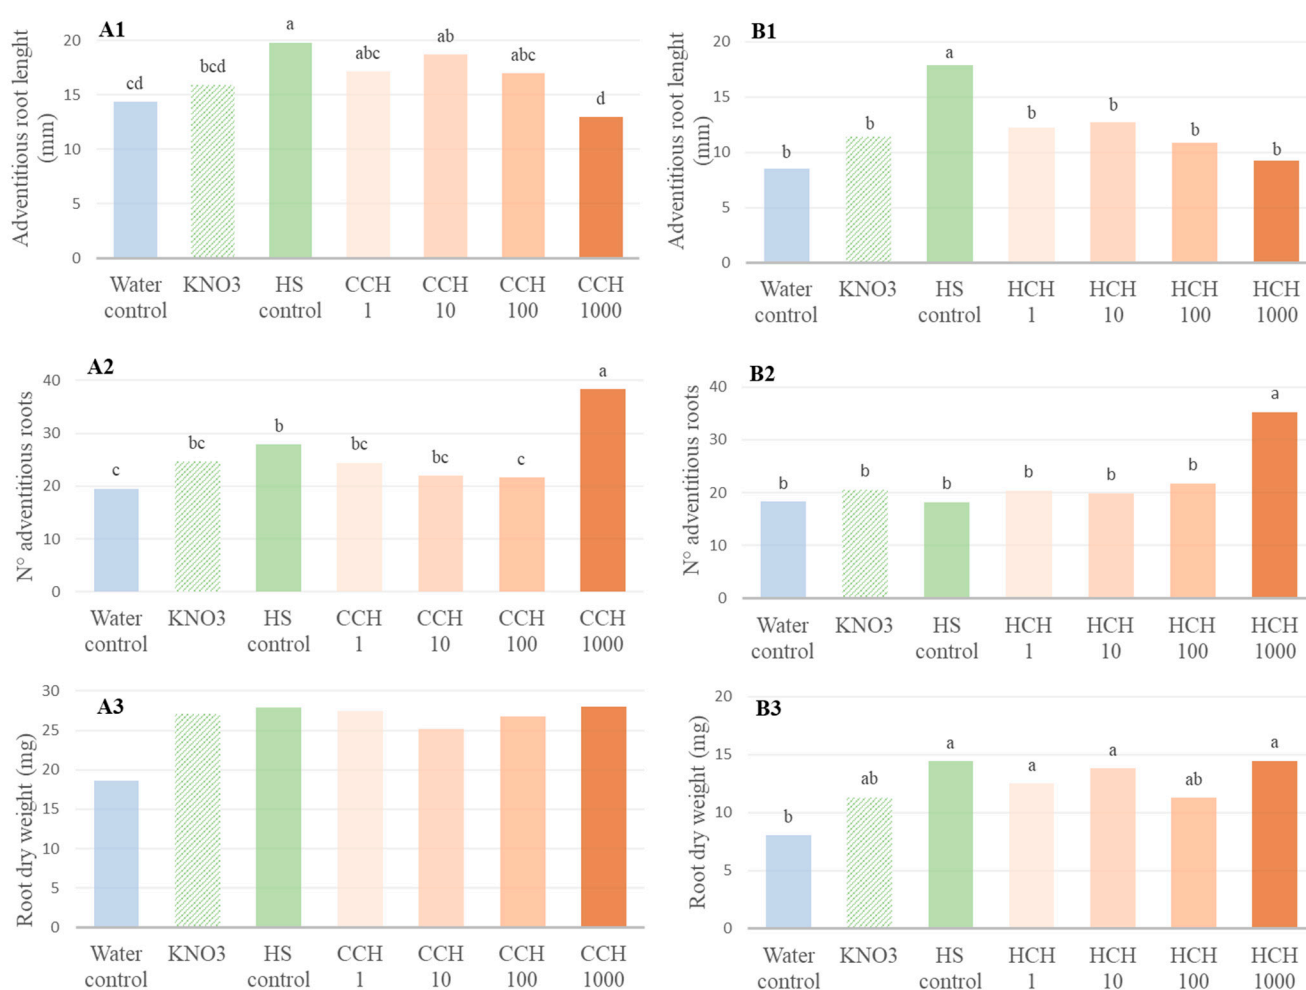 A1
Adventitious root lenght
(mm)
20
15
10
5
0
cd
bcd
a
abc
ab
abc
d
Water KNO3 HS CCH CCH CCH CCH
control control 1 10 100 1000
B1
Adventitious root lenght
(mm)
20
15
10
5
0
b
b
a
b
b
b
b
Water KNO3 HS HCH HCH HCH HCH
control control 1 10 100 1000
A2
N° adventitious roots
40
30
20
10
0
c
bc
b
bc
bc
c
a
Water KNO3 HS CCH CCH CCH CCH
control control 1 10 100 1000
B2
N° adventitious roots
40
30
20
10
0
b
b
b
b
b
b
a
Water KNO3 HS HCH HCH HCH HCH
control control 1 10 100 1000
A3
Root dry weight (mg)
30
25
20
15
10
5
0
Water KNO3 HS CCH CCH CCH CCH
control control 1 10 100 1000
B3
Root dry weight (mg)
20
15
10
5
0
b
ab
a
a
a
ab
a
Water KNO3 HS HCH HCH HCH HCH
control control 1 10 100 1000